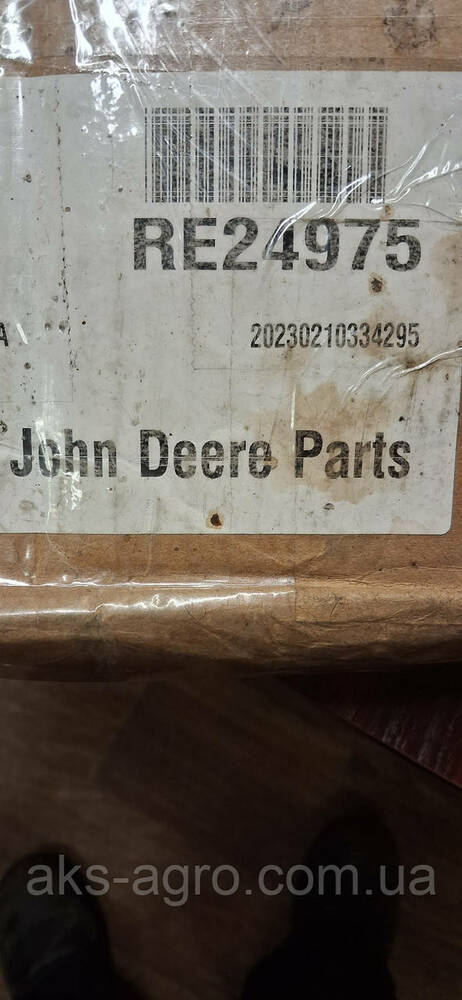 RE24975
A
20230210334295
John Deere Parts
aks-agro.com.ua